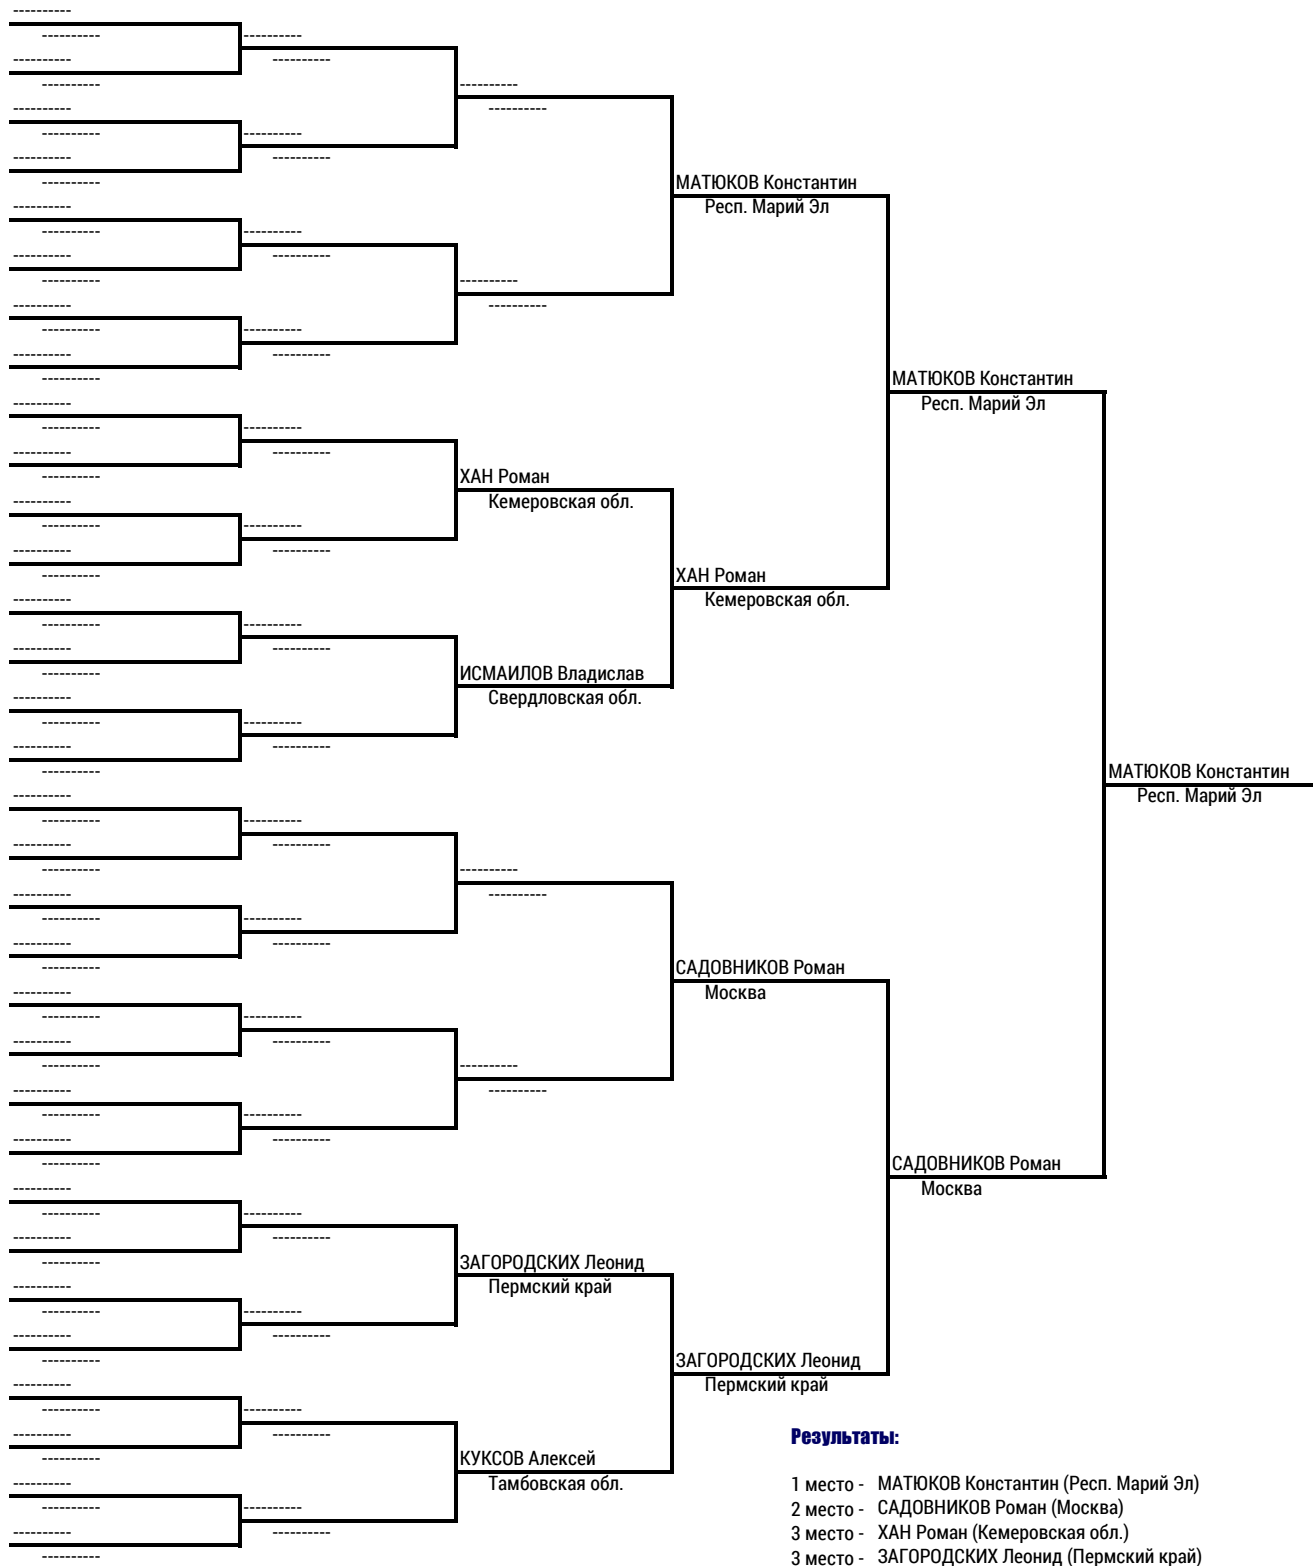 МАТЮКОВ Константин
Респ. Марий Эл
МАТЮКОВ Константин
Респ. Марий Эл
ХАН Роман
Кемеровская обл.
ХАН Роман
Кемеровская обл.
ИСМАИЛОВ Владислав
Свердловская обл.
МАТЮКОВ Константин
Респ. Марий Эл
САДОВНИКОВ Роман
Москва
САДОВНИКОВ Роман
Москва
ЗАГОРОДСКИХ Леонид
Пермский край
ЗАГОРОДСКИХ Леонид
Пермский край
КУКСОВ Алексей
Тамбовская обл.
Результаты:
1 место - МАТЮКОВ Константин (Респ. Марий Эл)
2 место - САДОВНИКОВ Роман (Москва)
3 место - ХАН Роман (Кемеровская обл.)
3 место - ЗАГОРОДСКИХ Леонид (Пермский край)